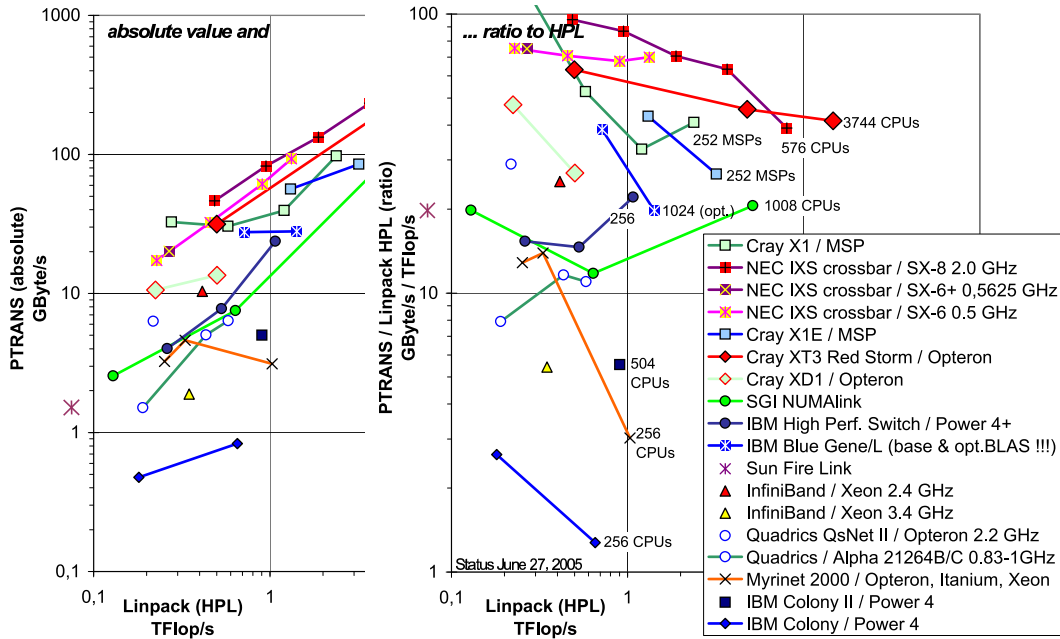 absolute value and
1000
100
10
1
0,1
PTRANS (absolute)
GByte/s
0,1
1
Linpack (HPL)
TFlop/s
... ratio to HPL
100
10
1
PTRANS / Linpack HPL (ratio)
GByte/s / TFlop/s
3744 CPUs
576 CPUs
252 MSPs
252 MSPs
1024 (opt.)
256
1008 CPUs
504
CPUs
256
CPUs
256 CPUs
Status June 27, 2005
0,1
1
Linpack (HPL)
TFlop/s
Cray X1 / MSP
NEC IXS crossbar / SX-8 2.0 GHz
NEC IXS crossbar / SX-6+ 0,5625 GHz
NEC IXS crossbar / SX-6 0.5 GHz
Cray X1E / MSP
Cray XT3 Red Storm / Opteron
Cray XD1 / Opteron
SGI NUMAlink
IBM High Perf. Switch / Power 4+
IBM Blue Gene/L (base & opt.BLAS !!!)
Sun Fire Link
InfiniBand / Xeon 2.4 GHz
InfiniBand / Xeon 3.4 GHz
Quadrics QsNet II / Opteron 2.2 GHz
Quadrics / Alpha 21264B/C 0.83-1GHz
Myrinet 2000 / Opteron, Itanium, Xeon
IBM Colony II / Power 4
IBM Colony / Power 4